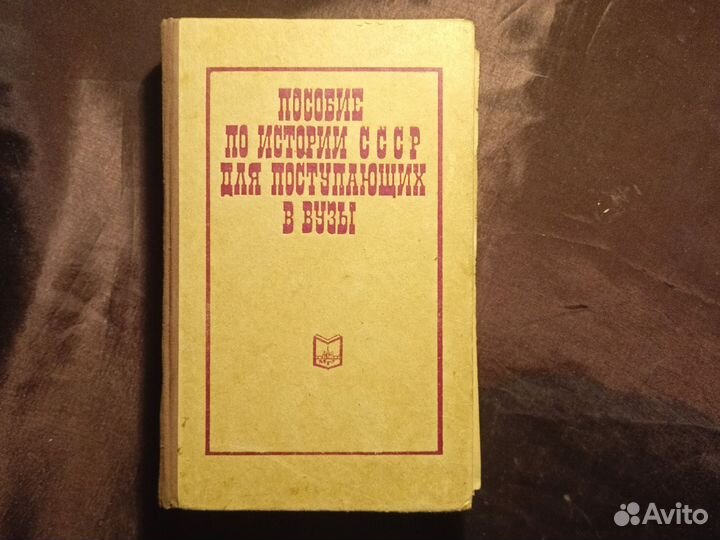 ПОСОБИЕ
ПО ИСТОРИИ СССР
ДЛЯ ПОСТУПАЮЩИХ
В ВУЗЫ
Avito